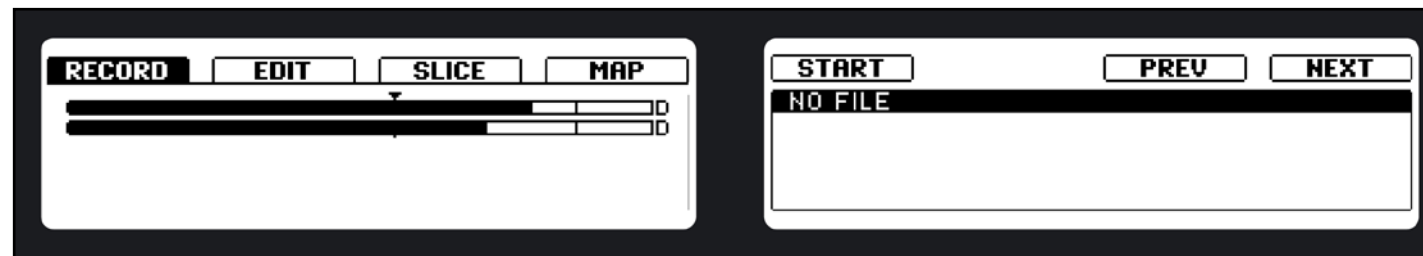 RECORD EDIT SLICE MAP
D
D
START PREV NEXT
NO FILE